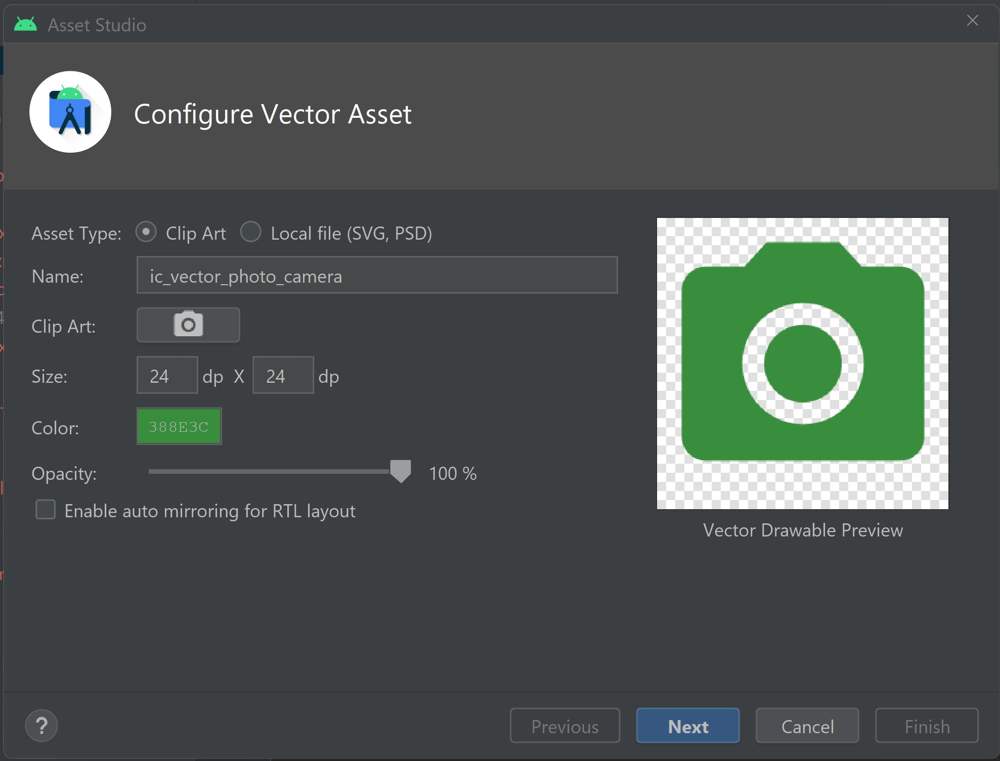 Asset Studio
Configure Vector Asset
Asset Type: Clip Art Local file (SVG, PSD)
Name: ic_vector_photo_camera
Clip Art:
Size: 24 dp X 24 dp
Color: 388E3C
Opacity: 100 %
Enable auto mirroring for RTL layout
Vector Drawable Preview
? Previous Next Cancel Finish